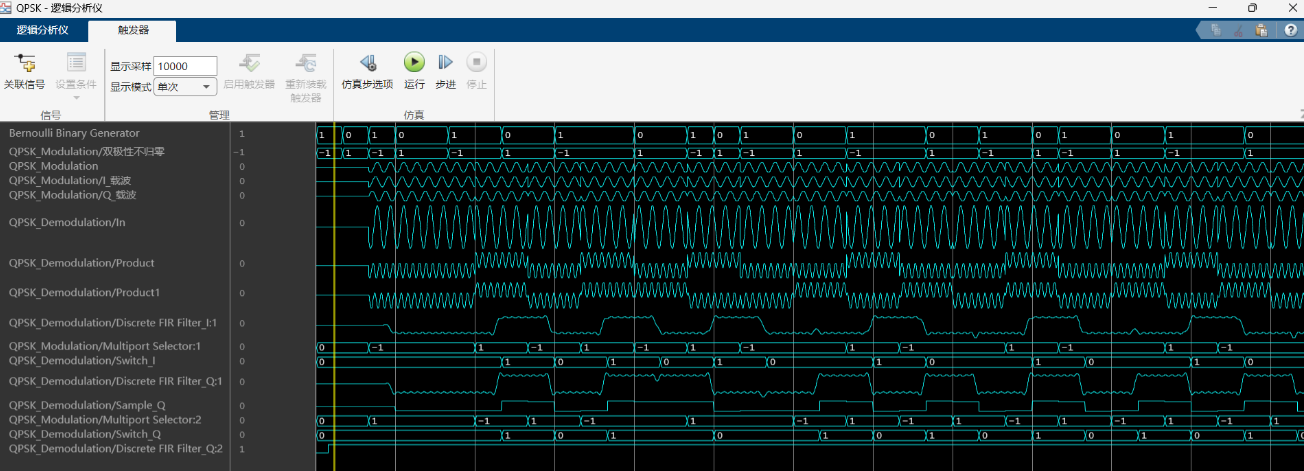 QPSK - 逻辑分析仪
逻辑分析仪 触发器
关联信号 设置条件 显示采样 10000 显示模式 单次 启用触发器 重新装载触发器 仿真步选项 运行 步进 停止
信号 管理 仿真
Bernoulli Binary Generator 1 1 0 1 0 1 0 1 0 1 0 1 0 1 0 1 0 1 0 1 0
QPSK_Modulation/双极性不归零 -1 -1 1 -1 1 -1 1 -1 1 -1 1 -1 1 -1 1 -1 1 -1 1 -1 1
QPSK_Modulation 0
QPSK_Modulation/I_载波 0
QPSK_Modulation/Q_载波 0
QPSK_Demodulation/In 0
QPSK_Demodulation/Product 0
QPSK_Demodulation/Product1 0
QPSK_Demodulation/Discrete FIR Filter_I:1 0
QPSK_Modulation/Multiport Selector:1 0 0 -1 1 -1 1 -1 1 -1 1 -1 1 -1 1 -1
QPSK_Demodulation/Switch_I 0 0 1 0 1 0 1 0 1 0 1 0 1 0
QPSK_Demodulation/Discrete FIR Filter_Q:1 0
QPSK_Demodulation/Sample_Q 0
QPSK_Modulation/Multiport Selector:2 0 0 1 -1 1 -1 1 -1 1 -1 1 -1 1 -1 1 -1 1
QPSK_Demodulation/Switch_Q 0 0 1 0 1 0 1 0 1 0 1 0 1 0 1 0
QPSK_Demodulation/Discrete FIR Filter_Q:2 1